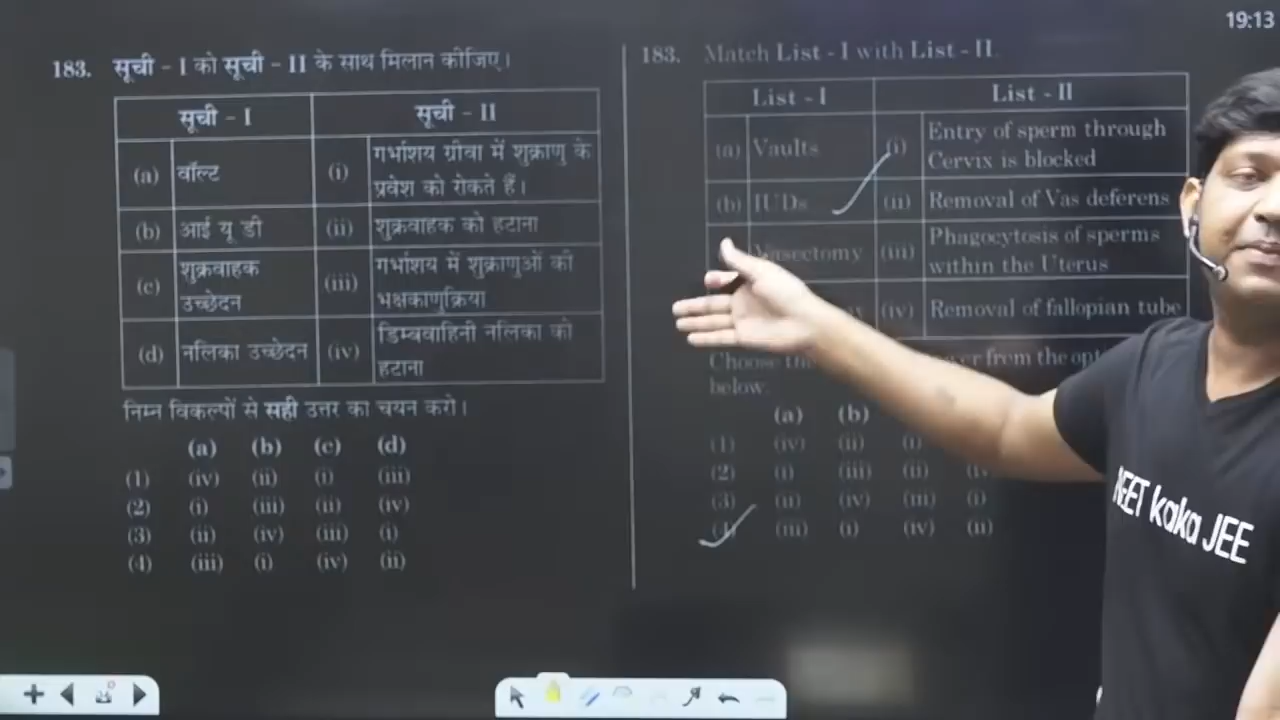 19:13
183. सूची - I को सूची - II के साथ मिलान कीजिए।
सूची - I सूची - II
(a) वॉल्ट (i) गर्भाशय ग्रीवा में शुक्राणु के
प्रवेश को रोकते हैं।
(b) आई यू डी (ii) शुक्रवाहक को हटाना
(c) शुक्रवाहक
उच्छेदन (iii) गर्भाशय में शुक्राणुओं की
भक्षकाणुक्रिया
(d) नलिका उच्छेदन (iv) डिम्बवाहिनी नलिका को
हटाना
निम्न विकल्पों से सही उत्तर का चयन करो।
(a) (b) (c) (d)
(1) (iv) (ii) (i) (iii)
(2) (i) (iii) (ii) (iv)
(3) (ii) (iv) (iii) (i)
(4) (iii) (i) (iv) (ii)
183. Match List - I with List - II.
List - I List - II
(a) Vaults (i) Entry of sperm through
Cervix is blocked
(b) IUDs (ii) Removal of Vas deferens
Vasectomy (iii) Phagocytosis of sperms
within the Uterus
(iv) Removal of fallopian tube
Choose from the
below.
(a) (b)
(1) (iv) (ii) (i)
(2) (i) (iii) (ii)
(3) (ii) (iv) (iii) (i)
(4) (iii) (i) (iv) (ii)
NEET kaka JEE